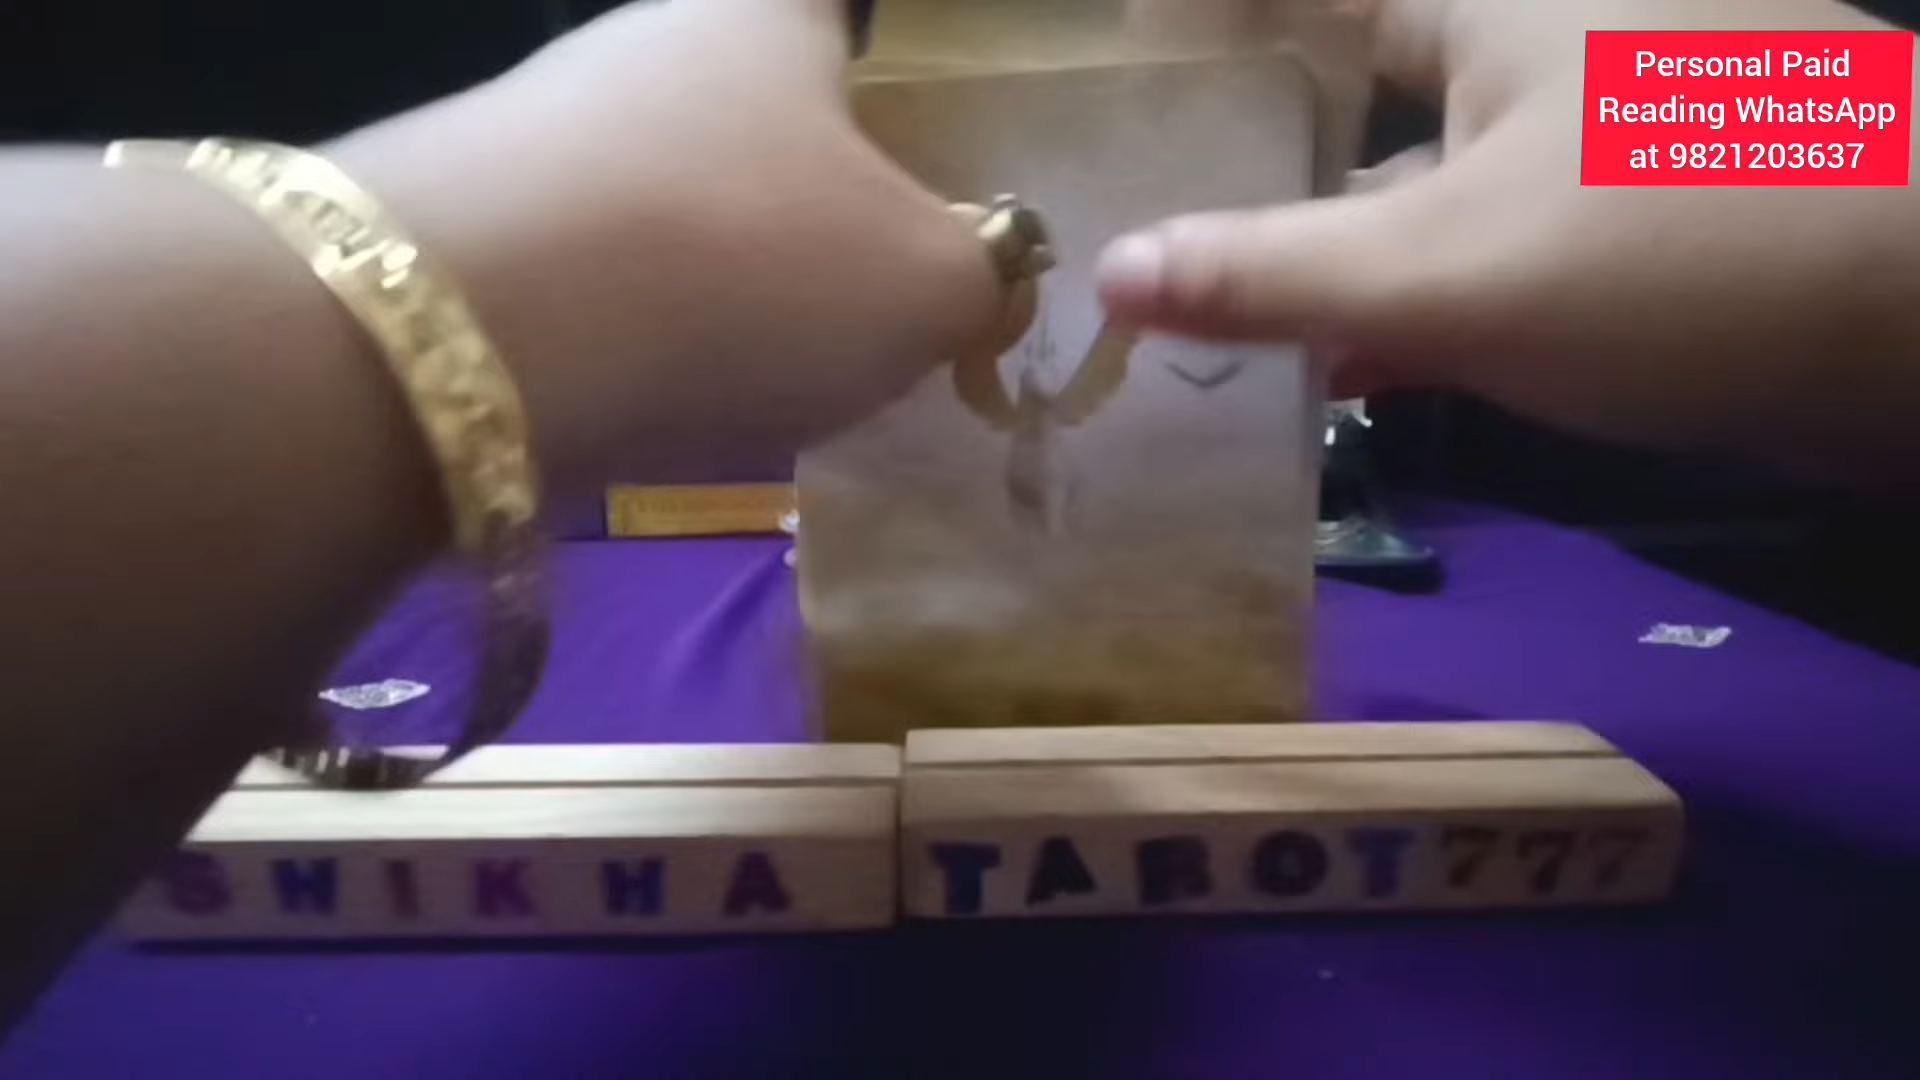 Personal Paid
Reading WhatsApp
at 9821203637
SHIKHA TAROT777